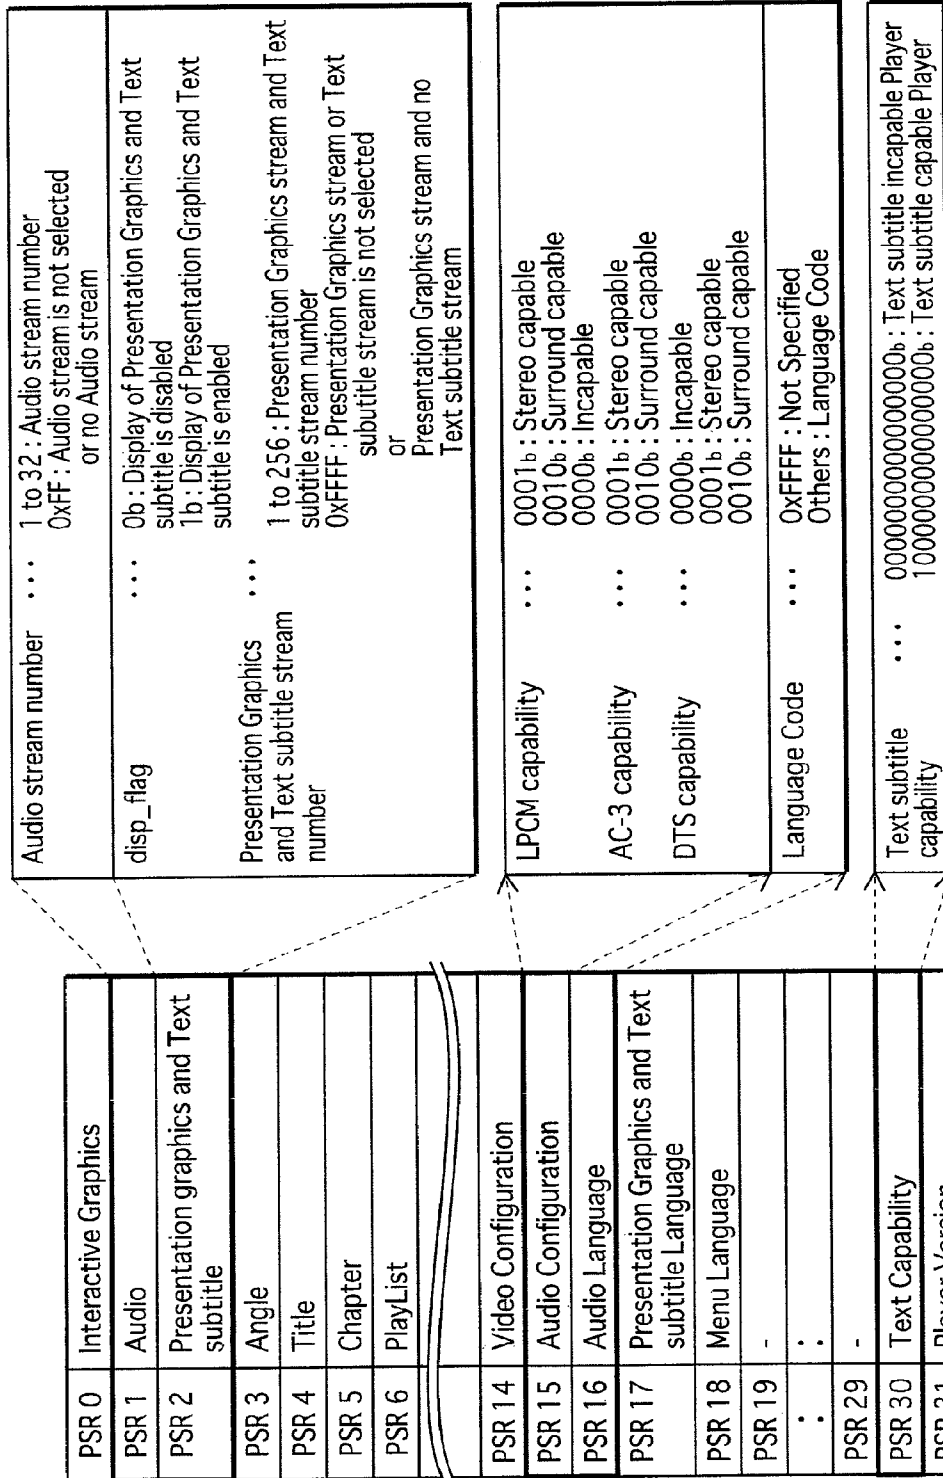 PSR 0 Interactive Graphics
PSR 1 Audio
PSR 2 Presentation graphics and Text
subtitle
PSR 3 Angle
PSR 4 Title
PSR 5 Chapter
PSR 6 PlayList
PSR 14 Video Configuration
PSR 15 Audio Configuration
PSR 16 Audio Language
PSR 17 Presentation Graphics and Text
subtitle Language
PSR 18 Menu Language
PSR 19 -
: :
PSR 29 -
PSR 30 Text Capability
PSR 31 Player Version
Audio stream number ... 1 to 32 : Audio stream number
0xFF : Audio stream is not selected
or no Audio stream
disp_flag ... 0b : Display of Presentation Graphics and Text
subtitle is disabled
1b : Display of Presentation Graphics and Text
subtitle is enabled
Presentation Graphics
and Text subtitle stream
number
... 1 to 256 : Presentation Graphics stream and Text
subtitle stream number
0xFFF : Presentation Graphics stream or Text
subutitle stream is not selected
or
Presentation Graphics stream and no
Text subtitle stream
LPCM capability ... 0001b : Stereo capable
0010b : Surround capable
0000b : Incapable
AC-3 capability ... 0001b : Stereo capable
0010b : Surround capable
DTS capability ... 0000b : Incapable
0001b : Stereo capable
0010b : Surround capable
Language Code ... 0xFFFF : Not Specified
Others : Language Code
Text subtitle
capability
... : Text subtitle incapable Player
: Text subtitle capable Player